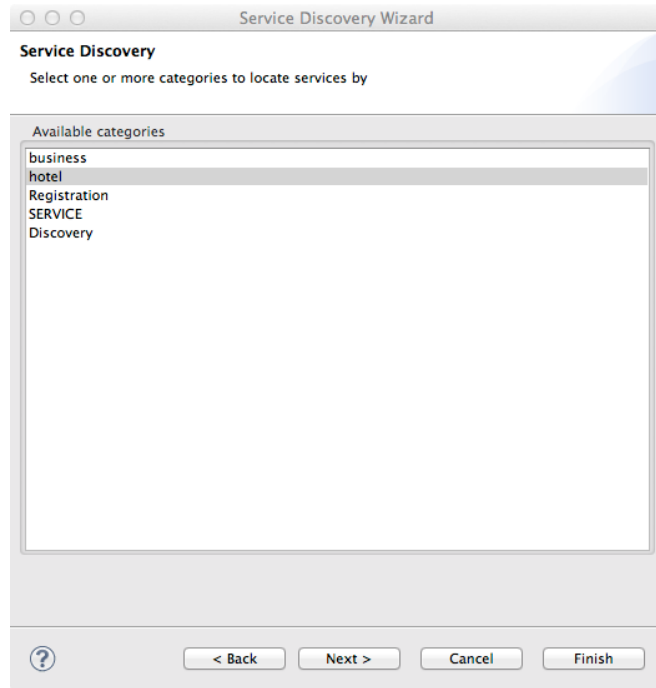 Service Discovery Wizard
Service Discovery
Select one or more categories to locate services by
Available categories
business
hotel
Registration
SERVICE
Discovery
? < Back Next > Cancel Finish